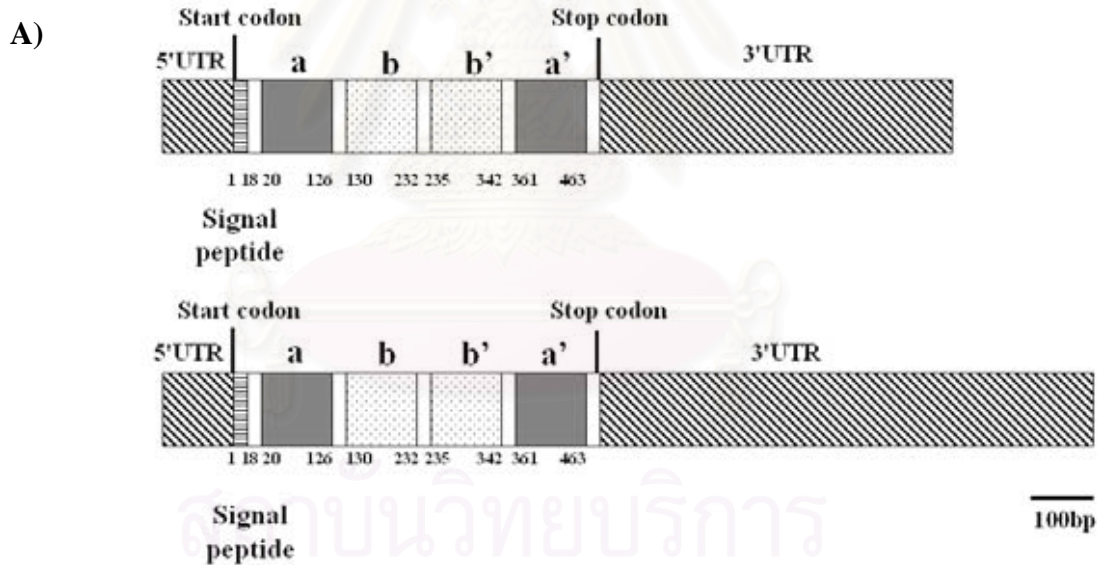 A)
Start codon Stop codon
5'UTR a b b' a' 3'UTR
1 18 20 126 130 232 235 342 361 463
Signal
peptide
Start codon Stop codon
5'UTR a b b' a' 3'UTR
1 18 20 126 130 232 235 342 361 463
Signal
peptide
100bp
สถาบันวิทยบริการ